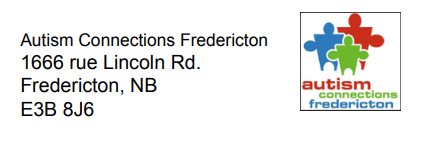 Autism Connections Fredericton
1666 rue Lincoln Rd.
Fredericton, NB
E3B 8J6
autism
connections
fredericton